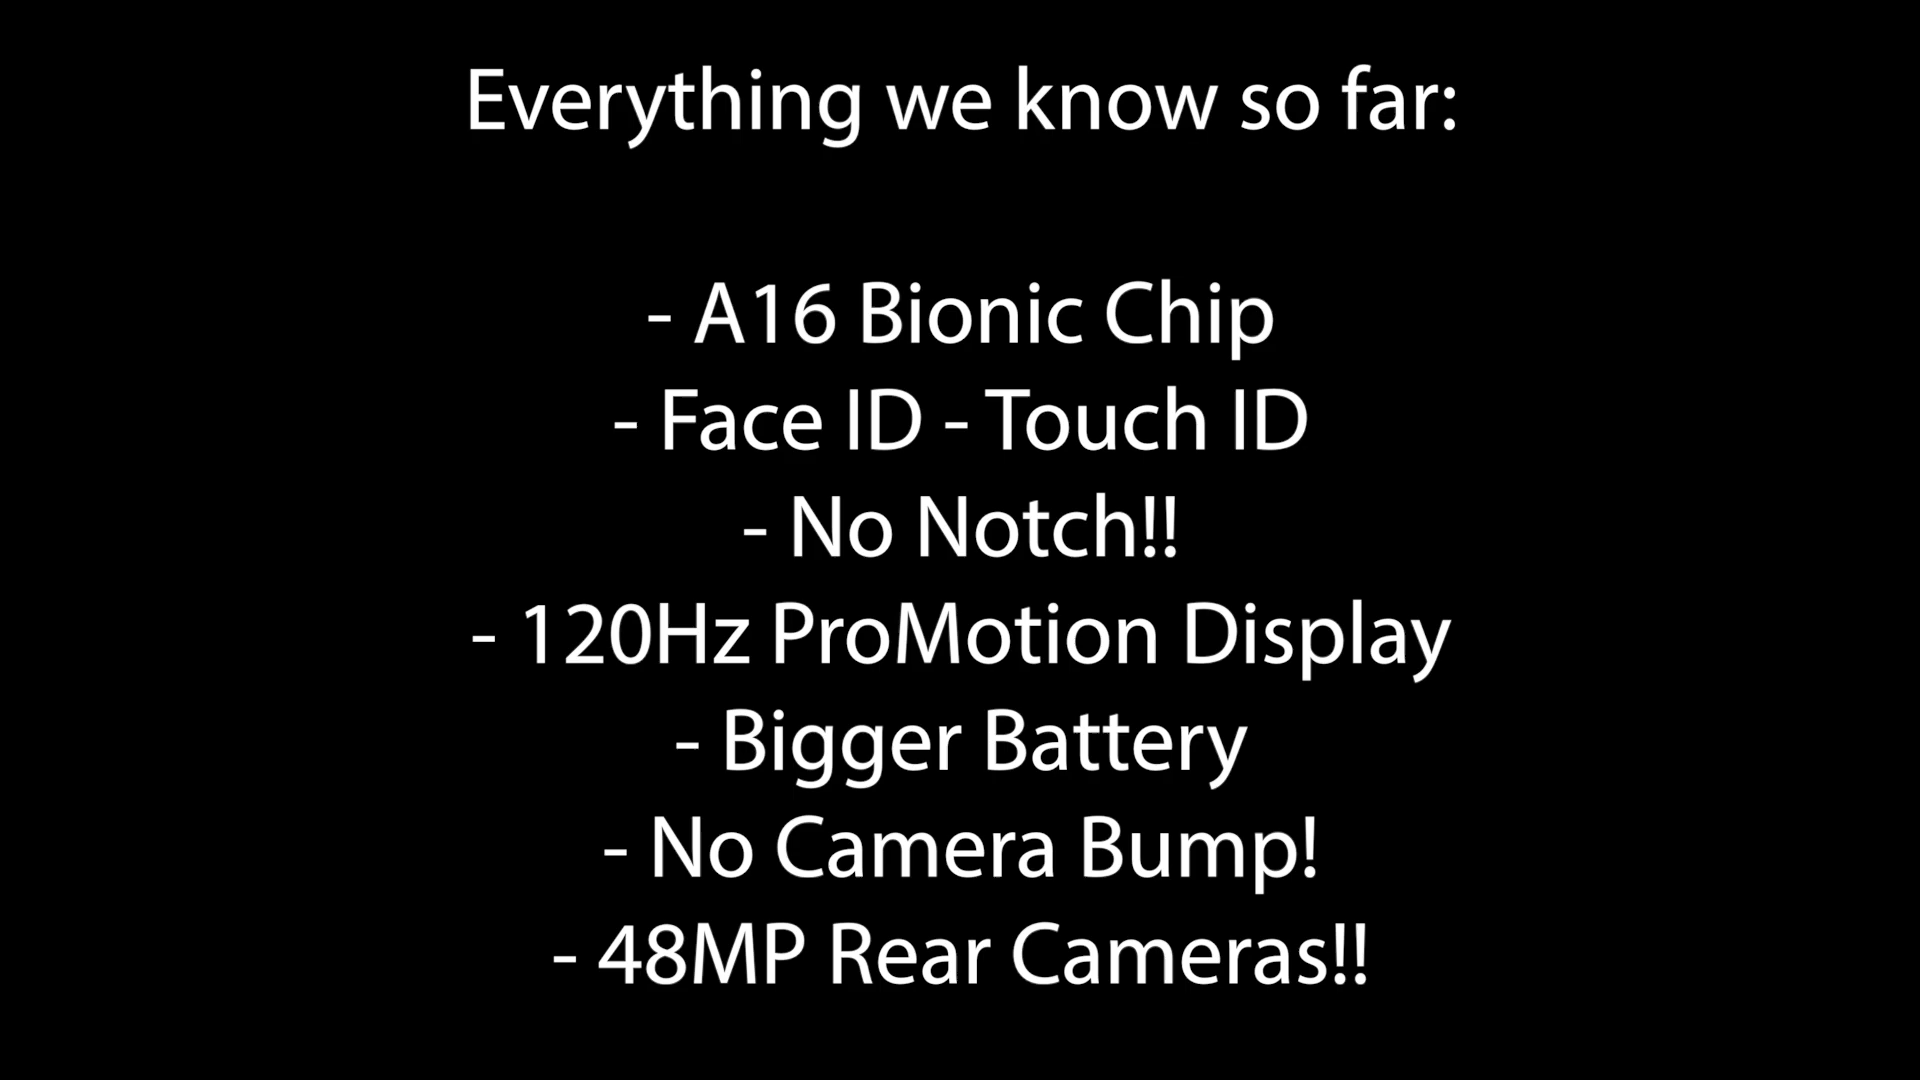 Everything we know so far:
- A16 Bionic Chip
- Face ID - Touch ID
- No Notch!!
- 120Hz ProMotion Display
- Bigger Battery
- No Camera Bump!
- 48MP Rear Cameras!!